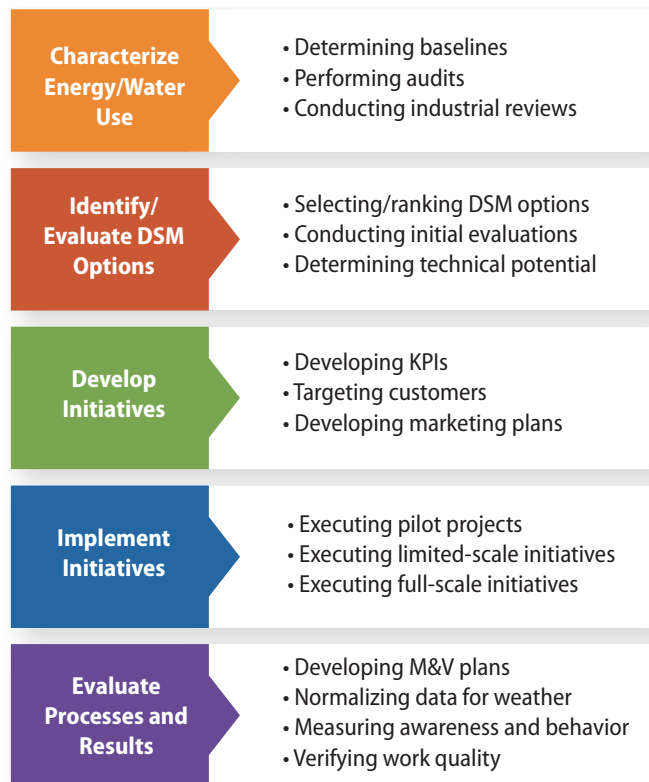 Characterize
Energy/Water
Use
• Determining baselines
• Performing audits
• Conducting industrial reviews
Identify/
Evaluate DSM
Options
• Selecting/ranking DSM options
• Conducting initial evaluations
• Determining technical potential
Develop
Initiatives
• Developing KPIs
• Targeting customers
• Developing marketing plans
Implement
Initiatives
• Executing pilot projects
• Executing limited-scale initiatives
• Executing full-scale initiatives
Evaluate
Processes and
Results
• Developing M&V plans
• Normalizing data for weather
• Measuring awareness and behavior
• Verifying work quality